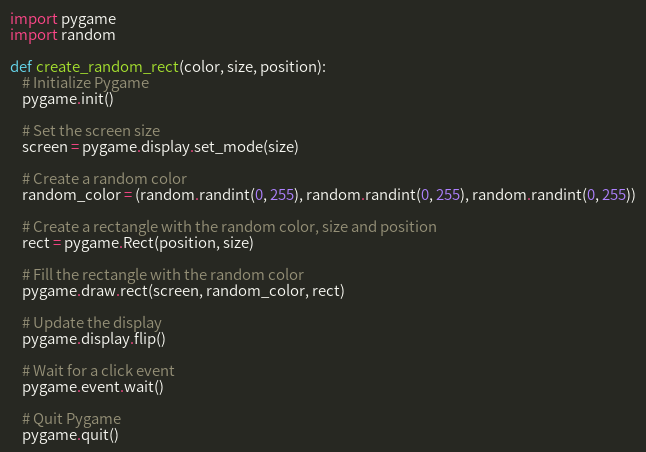 import pygame
import random
def create_random_rect(color, size, position):
# Initialize Pygame
pygame.init()
# Set the screen size
screen = pygame.display.set_mode(size)
# Create a random color
random_color = (random.randint(0, 255), random.randint(0, 255), random.randint(0, 255))
# Create a rectangle with the random color, size and position
rect = pygame.Rect(position, size)
# Fill the rectangle with the random color
pygame.draw.rect(screen, random_color, rect)
# Update the display
pygame.display.flip()
# Wait for a click event
pygame.event.wait()
# Quit Pygame
pygame.quit()